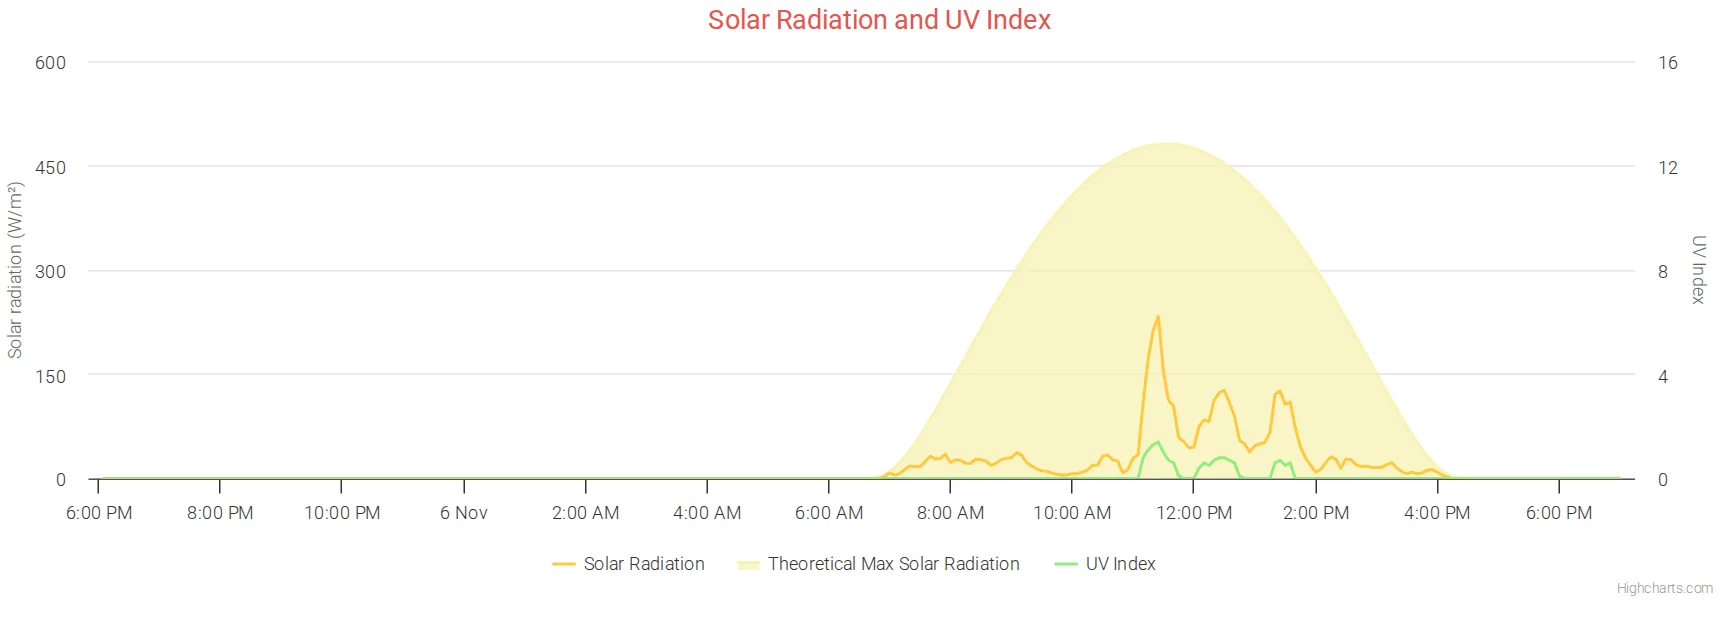 Solar Radiation and UV Index
600
450
300
150
0
Solar radiation (W/m²)
16
12
8
4
0
UV Index
6:00 PM 8:00 PM 10:00 PM 6 Nov 2:00 AM 4:00 AM 6:00 AM 8:00 AM 10:00 AM 12:00 PM 2:00 PM 4:00 PM 6:00 PM
Solar Radiation Theoretical Max Solar Radiation UV Index
Highcharts.com